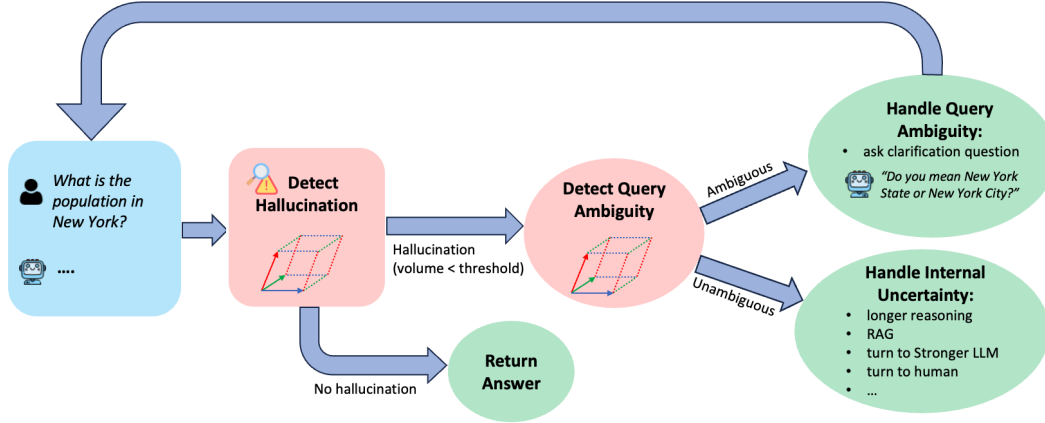 What is the
population in
New York?
....
Detect
Hallucination
Hallucination
(volume < threshold)
No hallucination
Return
Answer
Detect Query
Ambiguity
Ambiguous
Unambiguous
Handle Query
Ambiguity:
• ask clarification question
“Do you mean New York
State or New York City?”
Handle Internal
Uncertainty:
• longer reasoning
• RAG
• turn to Stronger LLM
• turn to human
• ...